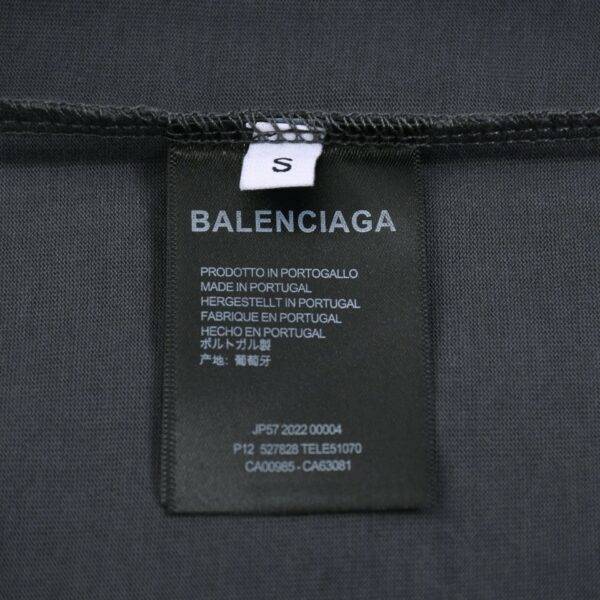 S
BALENCIAGA
PRODOTTO IN PORTOGALLO
MADE IN PORTUGAL
HERGESTELLT IN PORTUGAL
FABRIQUE EN PORTUGAL
HECHO EN PORTUGAL
ポルトガル製
产地: 葡萄牙
JP57 2022 00004
P12 527828 TELE51070
CA00985 - CA63081